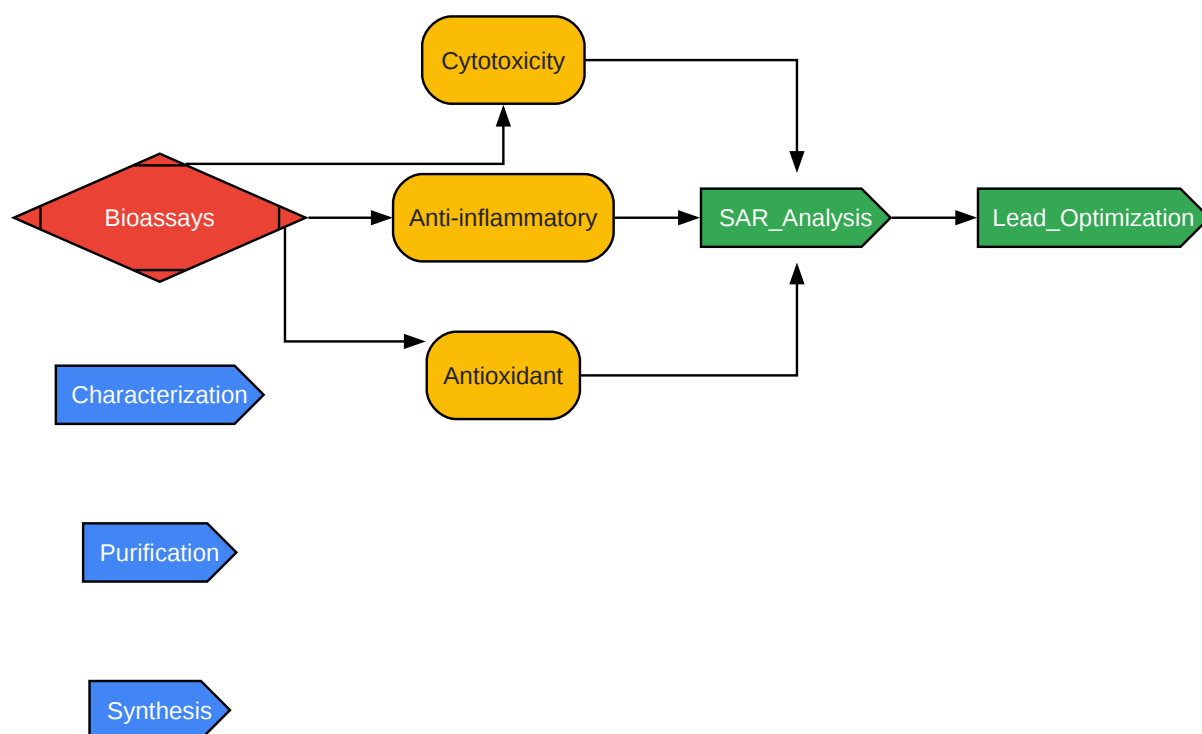 Cytotoxicity
Bioassays
Anti-inflammatory
SAR_Analysis
Lead_Optimization
Antioxidant
Characterization
Purification
Synthesis